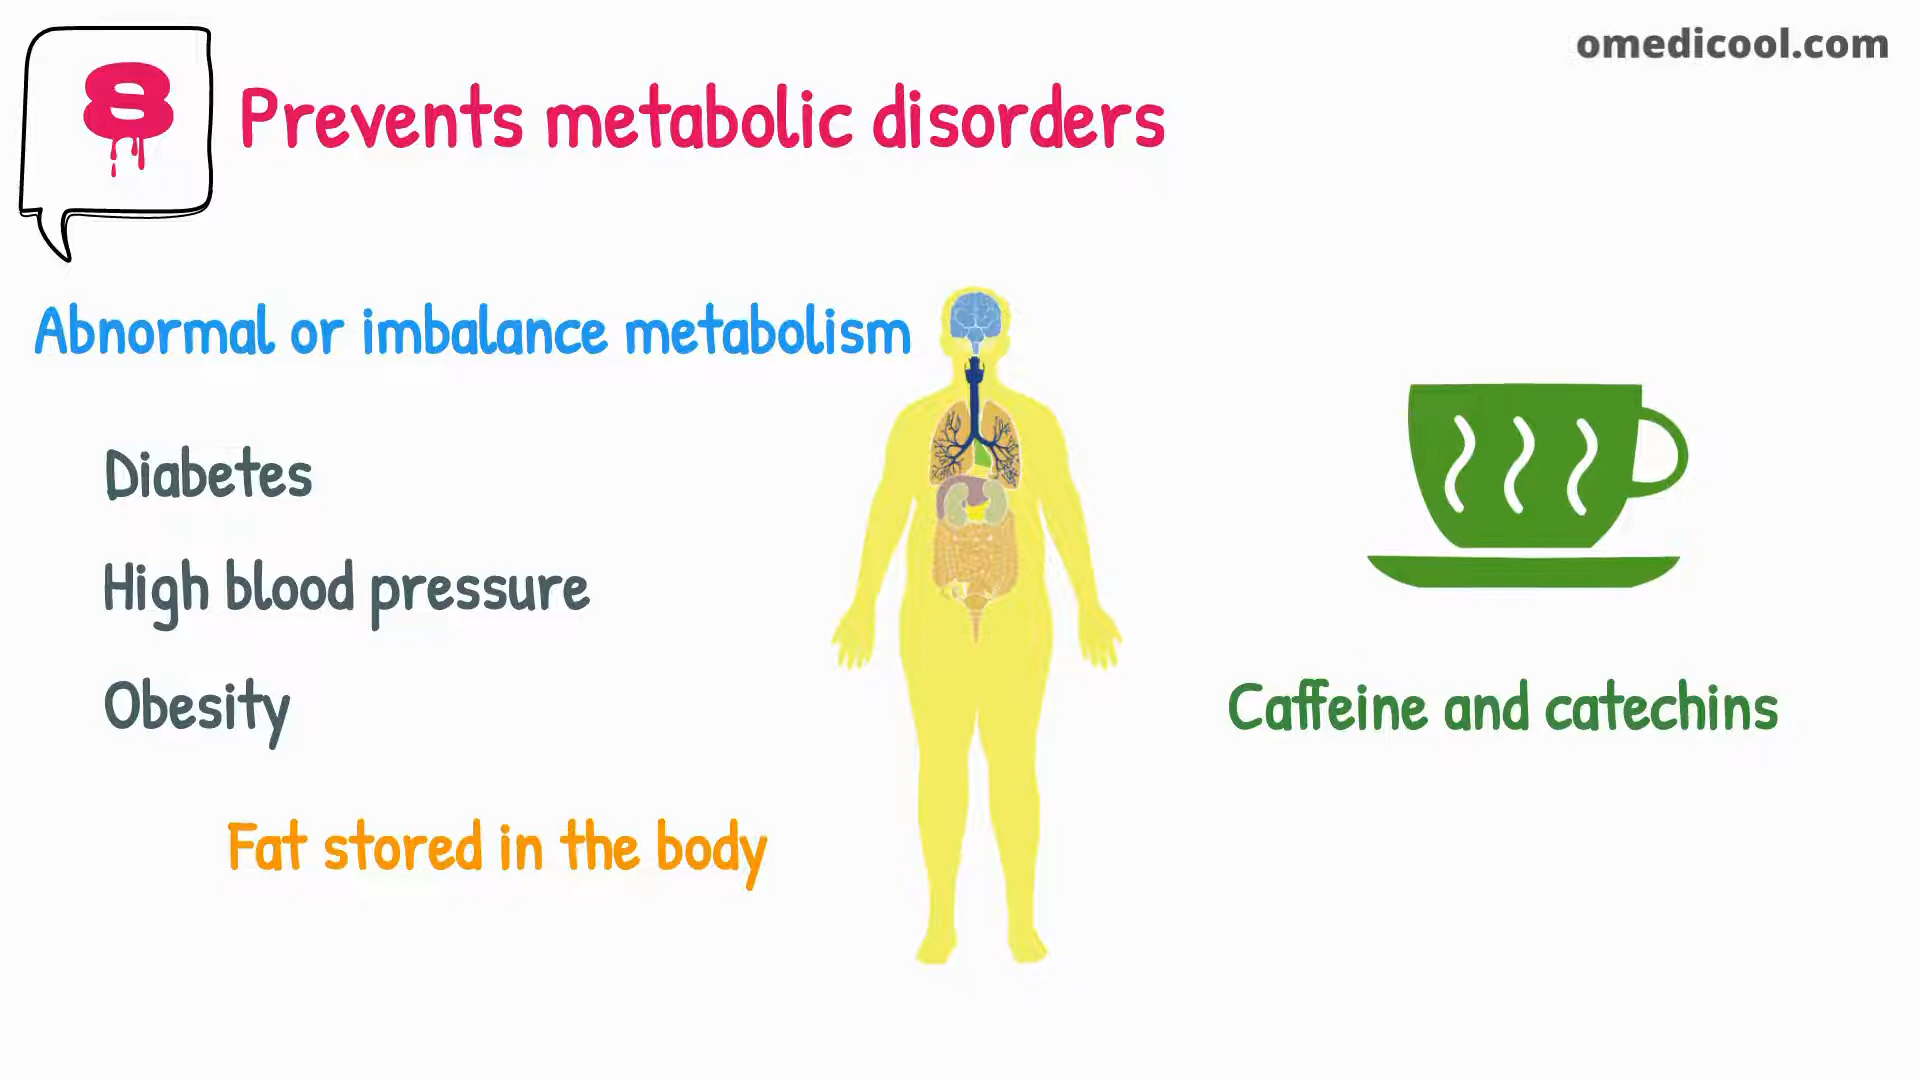 omedicool.com
8
Prevents metabolic disorders
Abnormal or imbalance metabolism
Diabetes
High blood pressure
Obesity
Caffeine and catechins
Fat stored in the body